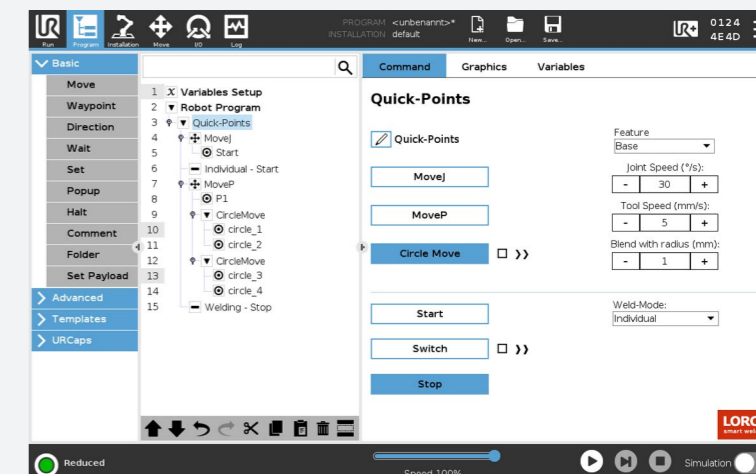 UR
Run
Program
Installation
Move
I/O
Log
PROGRAM <unbenannt>*
INSTALLATION default
New...
Open...
Save...
UR+
0124
4E4D
Basic
Move
Waypoint
Direction
Wait
Set
Popup
Halt
Comment
Folder
Set Payload
Advanced
Templates
URCaps
1 X Variables Setup
2 Robot Program
3 Quick-Points
4 MoveJ
5 Start
6 Individual - Start
7 MoveP
8 P1
9 CircleMove
10 circle_1
11 circle_2
12 CircleMove
13 circle_3
14 circle_4
15 Welding - Stop
Command Graphics Variables
Quick-Points
Quick-Points
MoveJ
MoveP
Circle Move
Start
Switch
Stop
Feature
Base
Joint Speed (°/s):
- 30 +
Tool Speed (mm/s):
- 5 +
Blend with radius (mm):
- 1 +
Weld-Mode:
Individual
LORC
smart wel
Reduced
Speed 100%
Simulation